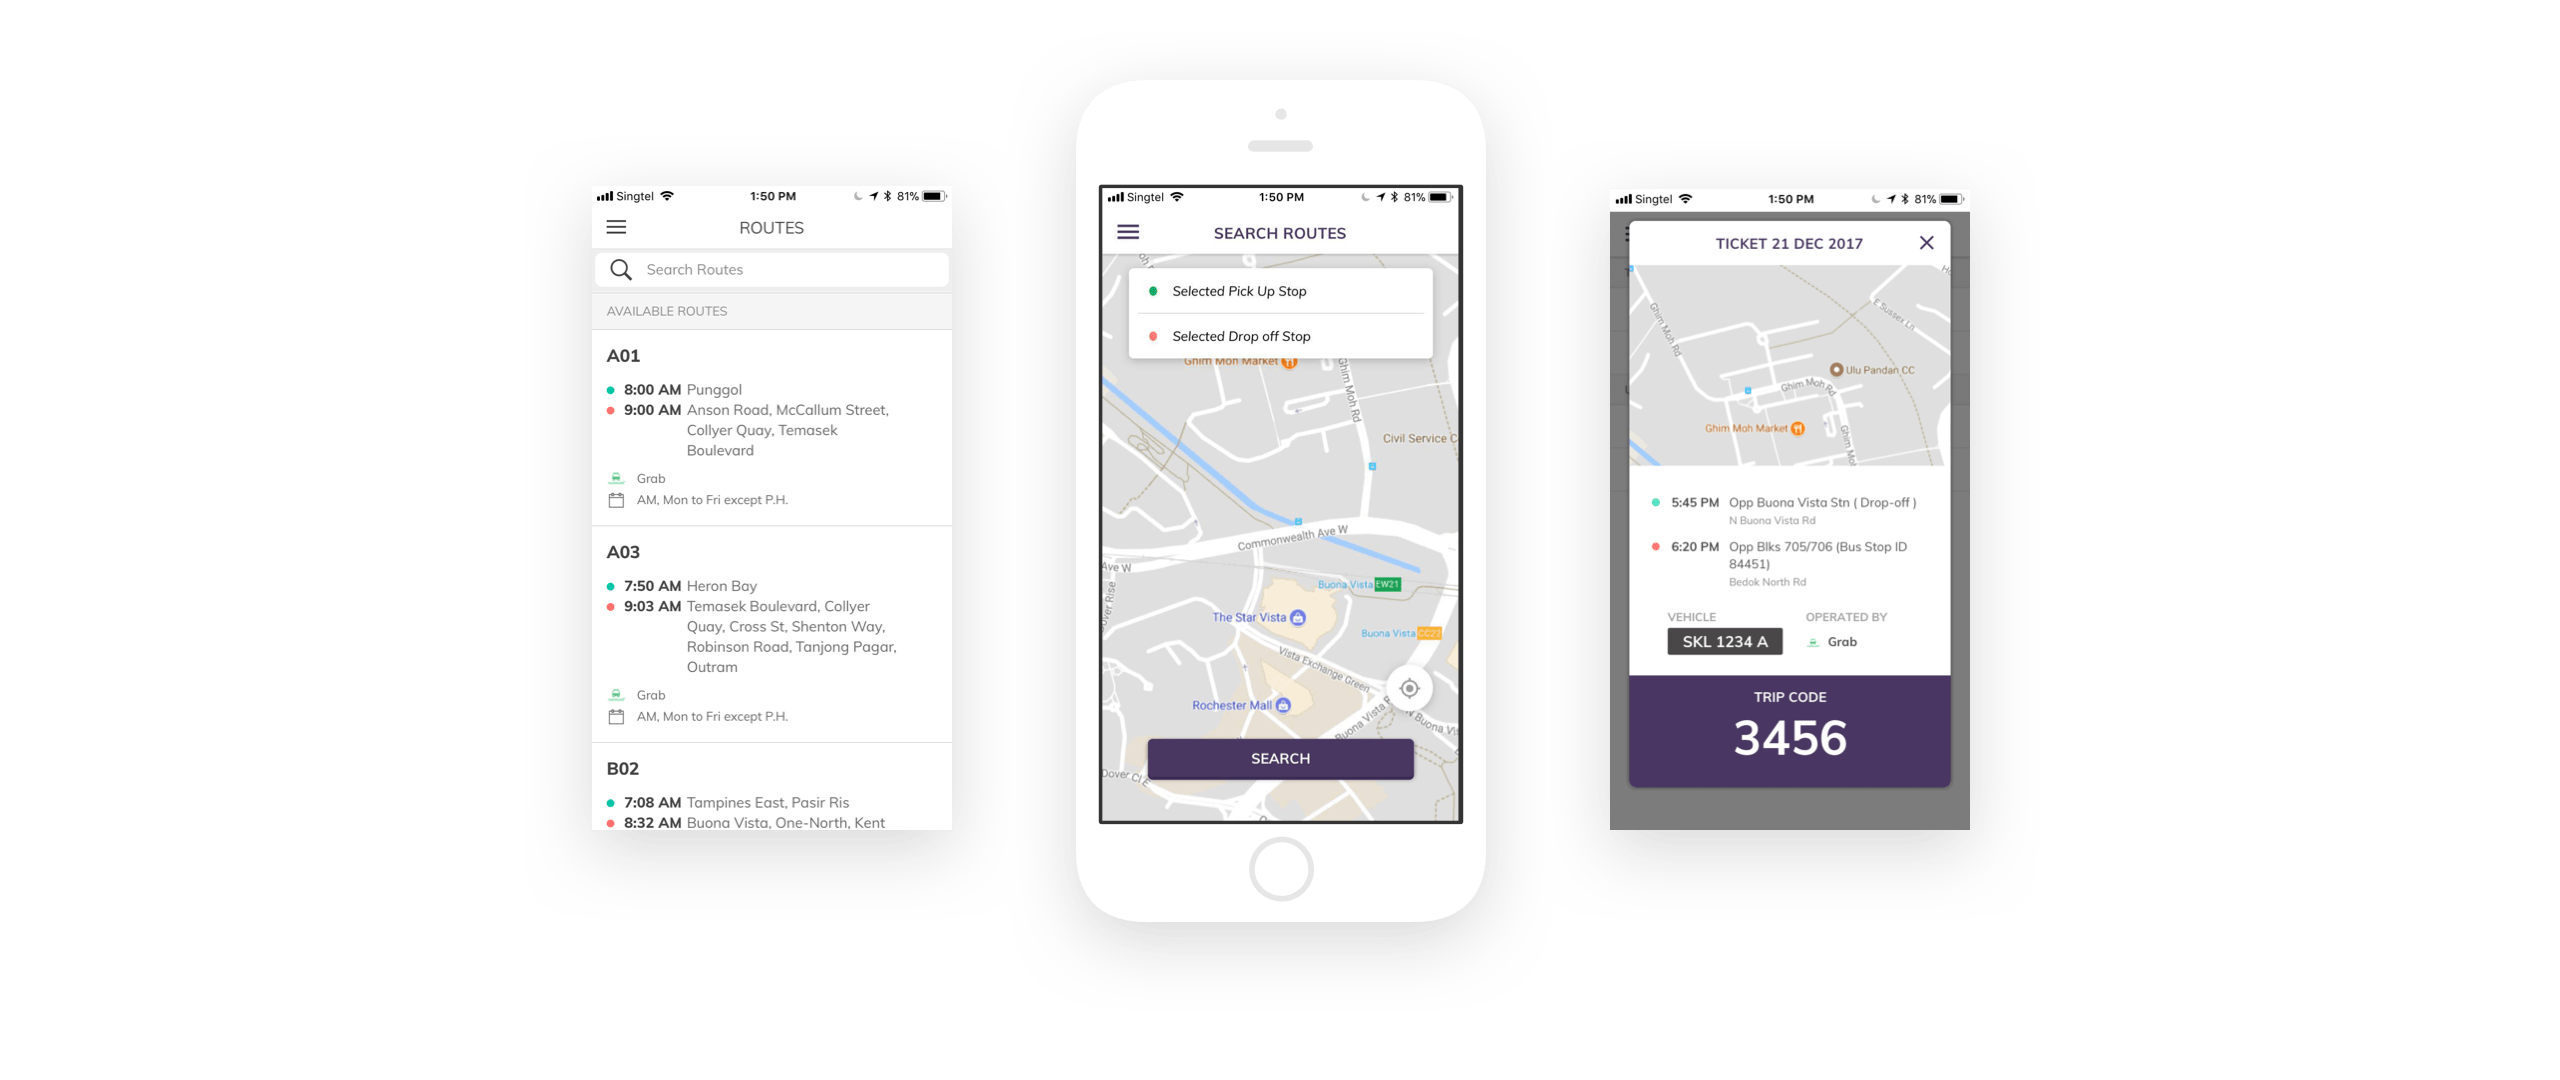 Singtel 1:50 PM 81%
ROUTES
Search Routes
AVAILABLE ROUTES
A01
8:00 AM Punggol
9:00 AM Anson Road, McCallum Street,
Collyer Quay, Temasek
Boulevard
Grab
AM, Mon to Fri except P.H.
A03
7:50 AM Heron Bay
9:03 AM Temasek Boulevard, Collyer
Quay, Cross St, Shenton Way,
Robinson Road, Tanjong Pagar,
Outram
Grab
AM, Mon to Fri except P.H.
B02
7:08 AM Tampines East, Pasir Ris
8:32 AM Buona Vista, One-North, Kent
Singtel 1:50 PM 81%
SEARCH ROUTES
Selected Pick Up Stop
Selected Drop off Stop
Ghim Moh Market
Ghim Moh Rd
Civil Service C
Commonwealth Ave W
Ave W
Buona Vista EW21
The Star Vista
Buona Vista CC22
Vista Exchange Green
Rochester Mall
Buona Vista
N Buona Vis
SEARCH
Dover Cl E
Singtel 1:50 PM 81%
TICKET 21 DEC 2017
Ghim Moh Rd
E Sussex Ln
Ulu Pandan CC
Ghim Moh Rd
Ghim Moh Market
Ghim Moh
5:45 PM Opp Buona Vista Stn ( Drop-off )
N Buona Vista Rd
6:20 PM Opp Blks 705/706 (Bus Stop ID
84451)
Bedok North Rd
VEHICLE OPERATED BY
SKL 1234 A Grab
TRIP CODE
3456